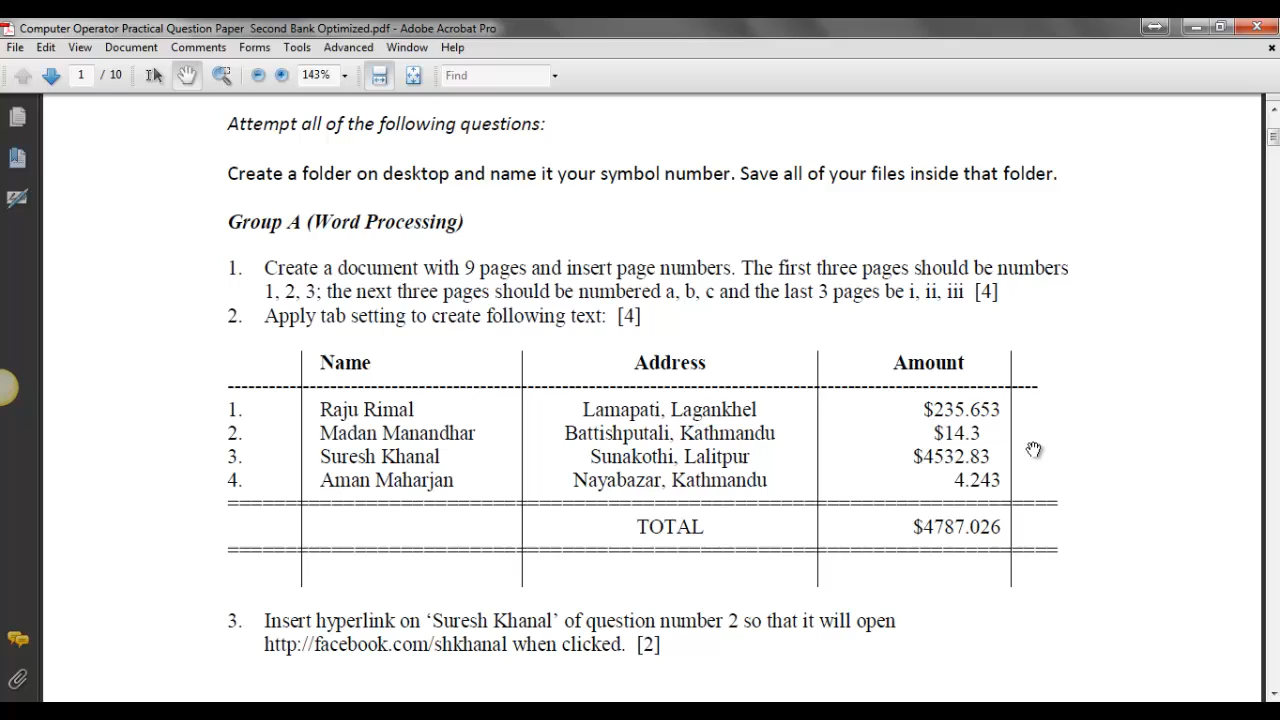 Computer Operator Practical Question Paper Second Bank Optimized.pdf - Adobe Acrobat Pro
File Edit View Document Comments Forms Tools Advanced Window Help
1 / 10 143% Find
Attempt all of the following questions:
Create a folder on desktop and name it your symbol number. Save all of your files inside that folder.
Group A (Word Processing)
1. Create a document with 9 pages and insert page numbers. The first three pages should be numbers
1, 2, 3; the next three pages should be numbered a, b, c and the last 3 pages be i, ii, iii [4]
2. Apply tab setting to create following text: [4]
Name Address Amount
1. Raju Rimal Lamapati, Lagankhel $235.653
2. Madan Manandhar Battishputali, Kathmandu $14.3
3. Suresh Khanal Sunakothi, Lalitpur $4532.83
4. Aman Maharjan Nayabazar, Kathmandu 4.243
TOTAL $4787.026
3. Insert hyperlink on ‘Suresh Khanal’ of question number 2 so that it will open
http://facebook.com/shkhanal when clicked. [2]